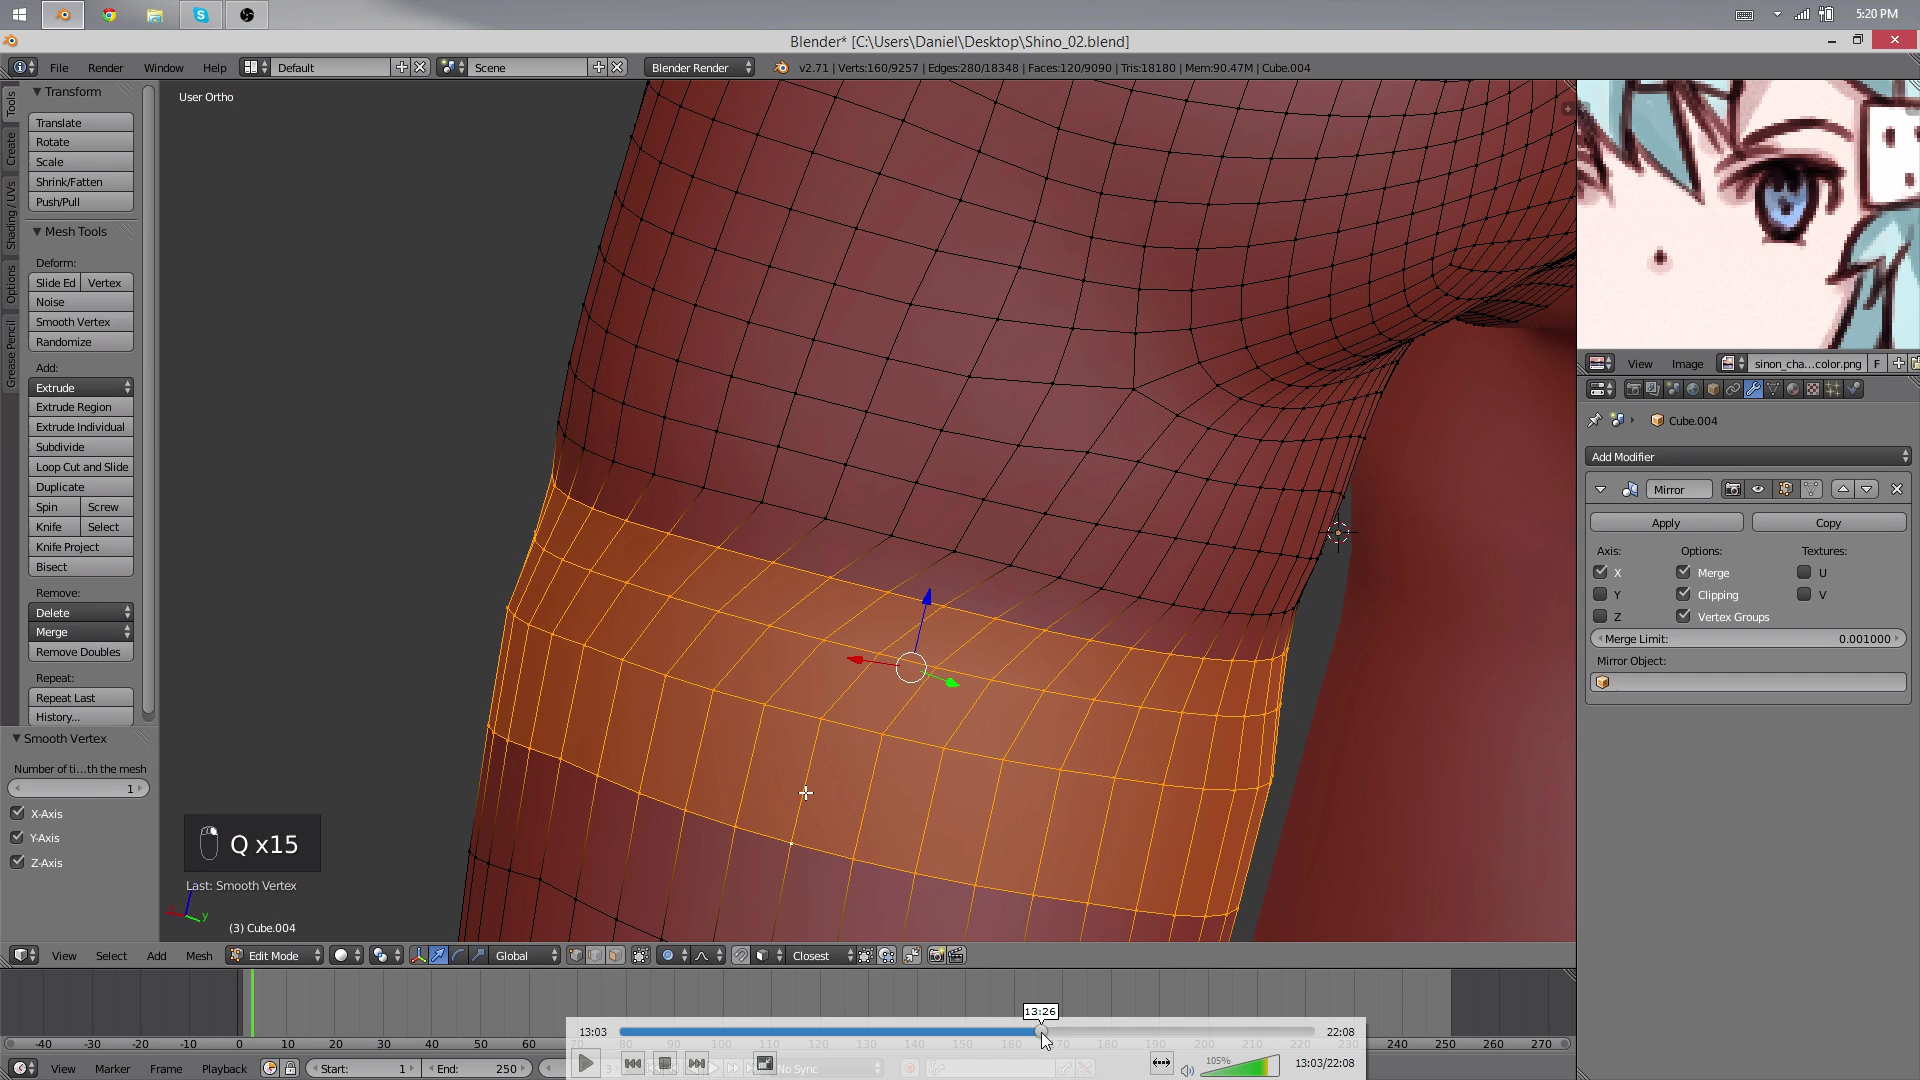 5:20 PM
Blender* [C:\Users\Daniel\Desktop\Shino_02.blend]
File Render Window Help Default Scene Blender Render v2.71 | Verts:160/9257 | Edges:280/18348 | Faces:120/9090 | Tris:18180 | Mem:90.47M | Cube.004
Tools
Create
Shading / UVs
Options
Grease Pencil
Transform
Translate
Rotate
Scale
Shrink/Fatten
Push/Pull
Mesh Tools
Deform:
Slide Ed Vertex
Noise
Smooth Vertex
Randomize
Add:
Extrude
Extrude Region
Extrude Individual
Subdivide
Loop Cut and Slide
Duplicate
Spin Screw
Knife Select
Knife Project
Bisect
Remove:
Delete
Merge
Remove Doubles
Repeat:
Repeat Last
History...
Smooth Vertex
Number of ti...th the mesh
1
X-Axis
Y-Axis
Z-Axis
User Ortho
Q x15
Last: Smooth Vertex
x y
(3) Cube.004
View Image sinon_cha...color.png F
Cube.004
Add Modifier
Mirror
Apply Copy
Axis: Options: Textures:
X Merge U
Y Clipping V
Z Vertex Groups
Merge Limit: 0.001000
Mirror Object:
View Select Add Mesh Edit Mode Global Closest
13:26
13:03 22:08
-40 -30 -20 -10 0 10 20 30 40 50 60 70 80 90 100 110 120 130 140 150 160 170 180 190 200 210 220 230 240 250 260 270
View Marker Frame Playback Start: 1 End: 250 No Sync 105% 13:03/22:08